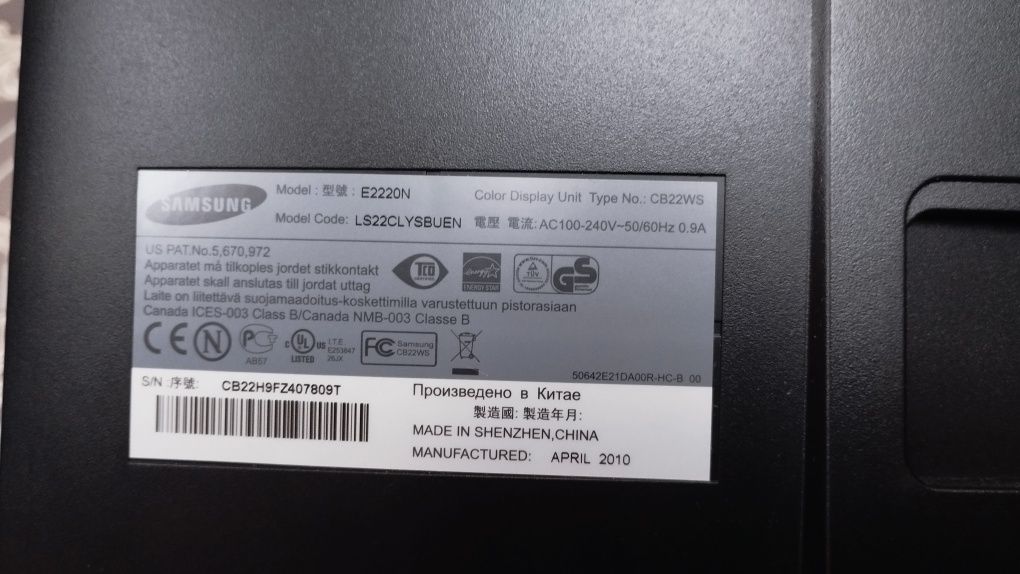 SAMSUNG
Model : 型號 : E2220N
Color Display Unit Type No.: CB22WS
Model Code: LS22CLYSBUEN
電壓 電流: AC100-240V~50/60Hz 0.9A
US PAT.No.5,670,972
Apparatet må tilkoples jordet stikkontakt
Apparaten skall anslutas till jordat uttag
Laite on liitettävä suojamaadoitus-koskettimilla varustettuun pistorasiaan
Canada ICES-003 Class B/Canada NMB-003 Classe B
TCO
energy
ENERGY STAR
TÜV
GS
CE
N
AB57
C UL US
LISTED
I.T.E.
E253847
26JX
FC
Samsung
CB22WS
50642E21DA00R-HC-B 00
S/N :序號: CB22H9FZ407809T
Произведено в Китае
製造國: 製造年月:
MADE IN SHENZHEN,CHINA
MANUFACTURED: APRIL 2010